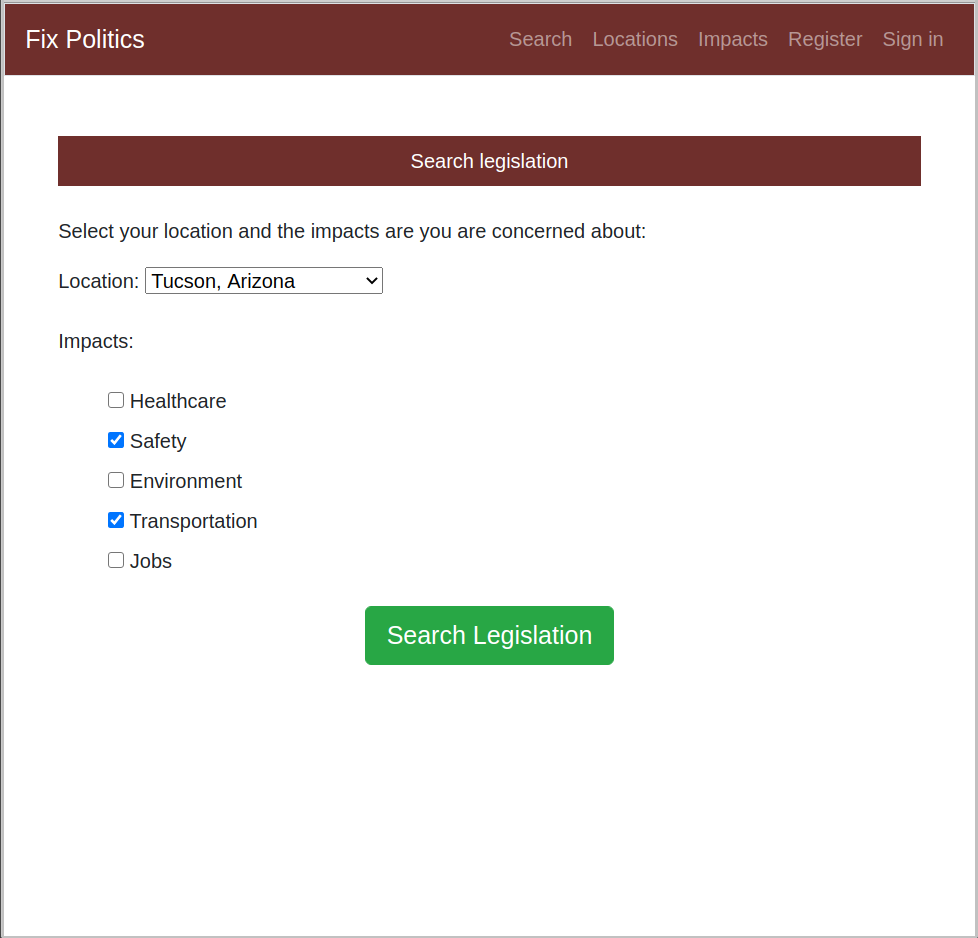 Fix Politics Search Locations Impacts Register Sign in
Search legislation
Select your location and the impacts are you are concerned about:
Location: Tucson, Arizona
Impacts:
Healthcare
Safety
Environment
Transportation
Jobs
Search Legislation